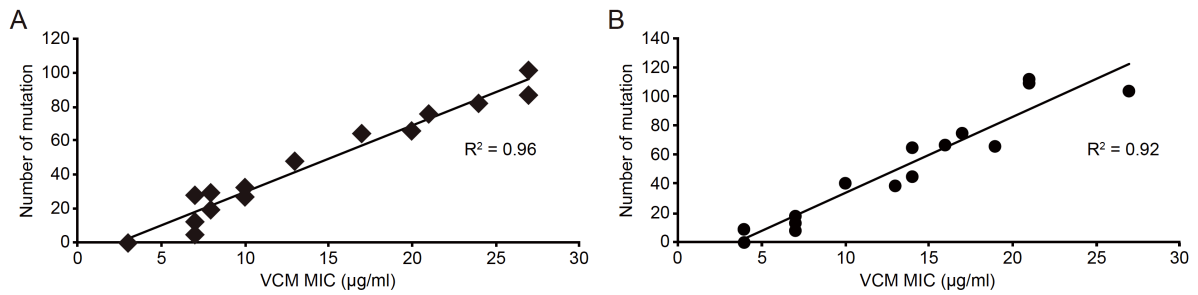 A
120
100
80
60
40
20
0
Number of mutation
R² = 0.96
0 5 10 15 20 25 30
VCM MIC (µg/ml)
B
140
120
100
80
60
40
20
0
Number of mutation
R² = 0.92
0 5 10 15 20 25 30
VCM MIC (µg/ml)